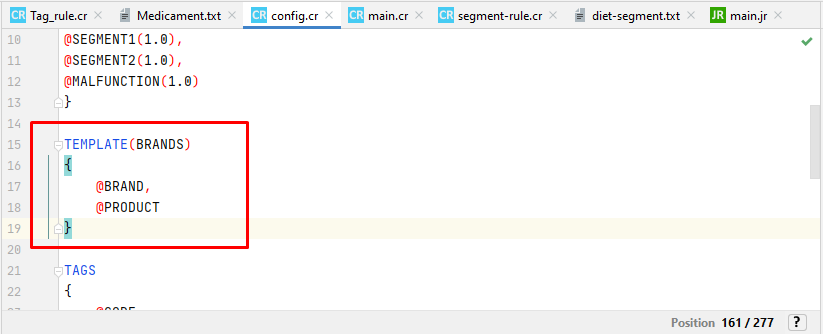 CR Tag_rule.cr × Medicament.txt × CR config.cr × CR main.cr × CR segment-rule.cr × diet-segment.txt × JR main.jr ×
10 @SEGMENT1(1.0),
11 @SEGMENT2(1.0),
12 @MALFUNCTION(1.0)
13 }
14
15 TEMPLATE(BRANDS)
16 {
17 @BRAND,
18 @PRODUCT
19 }
20
21 TAGS
22 {
Position 161 / 277 ?